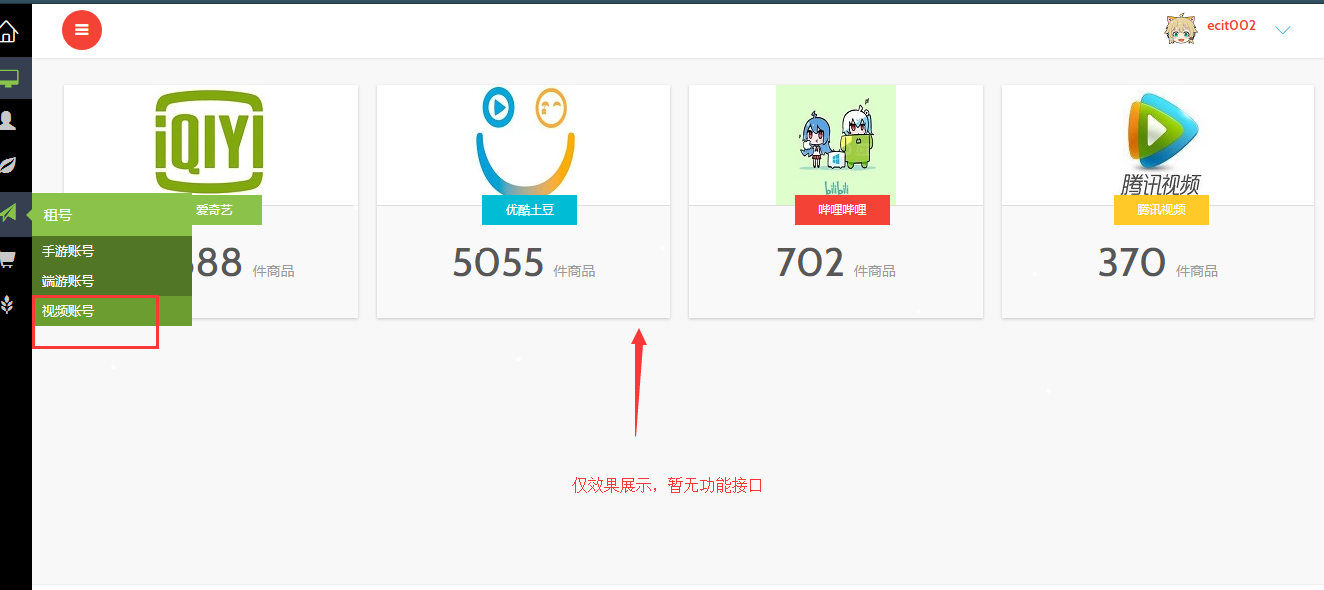 ecit002
iQIYI
bilibili
腾讯视频
爱奇艺
优酷土豆
哔哩哔哩
腾讯视频
租号
手游账号
端游账号
视频账号
88 件商品
5055 件商品
702 件商品
370 件商品
仅效果展示，暂无功能接口